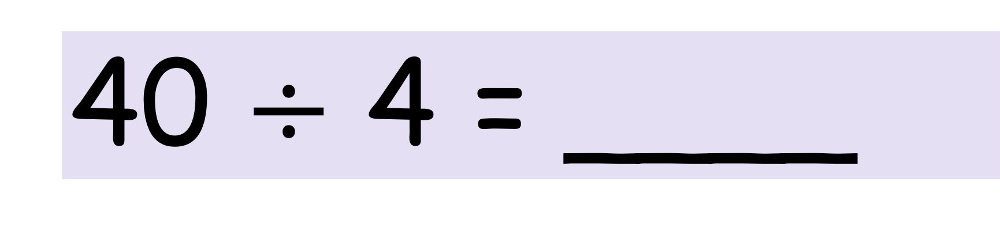 40 ÷ 4 = ____